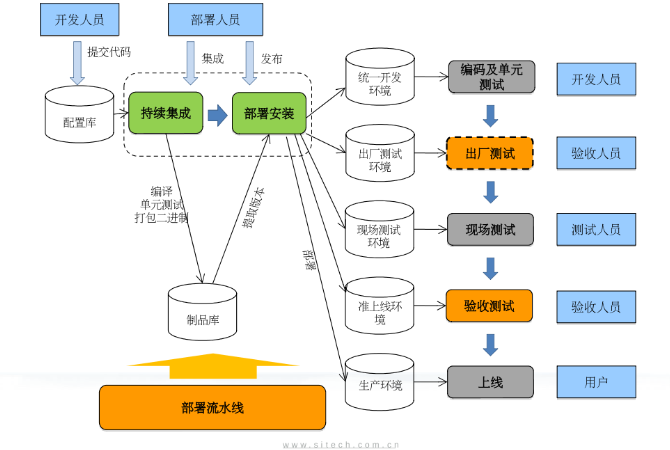 开发人员
部署人员
提交代码
集成
发布
配置库
持续集成
部署安装
编译
单元测试
打包二进制
提取版本
部署
制品库
部署流水线
统一开发
环境
编码及单元
测试
开发人员
出厂测试
环境
出厂测试
验收人员
现场测试
环境
现场测试
测试人员
准上线环
境
验收测试
验收人员
生产环境
上线
用户
www.sitech.com.cn